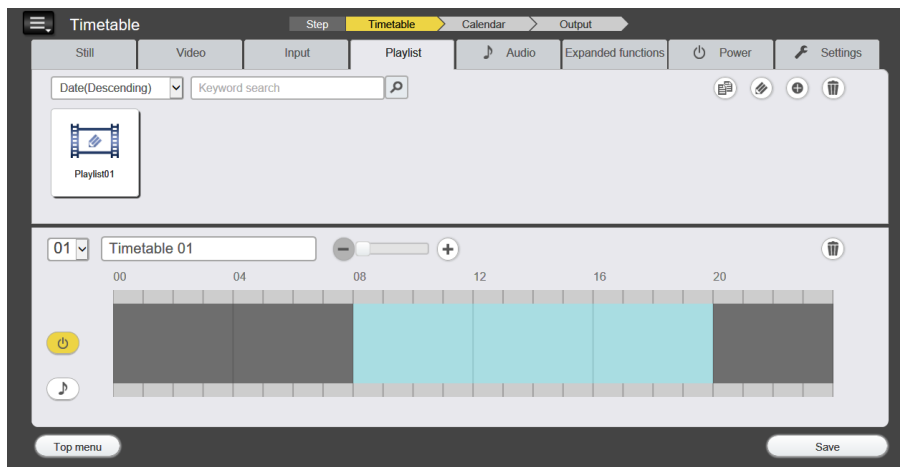 Timetable
Step Timetable Calendar Output
Still Video Input Playlist Audio Expanded functions Power Settings
Date(Descending) Keyword search
Playlist01
01 Timetable 01
00 04 08 12 16 20
Top menu Save